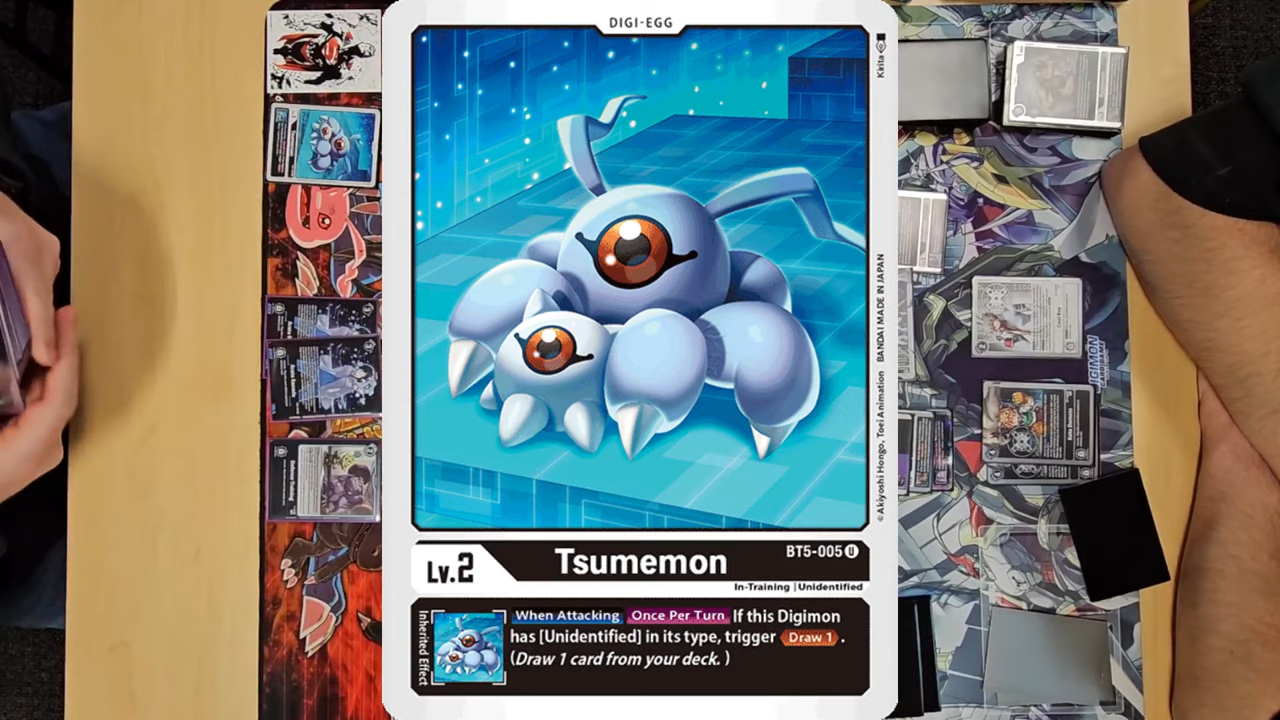 DIGI-EGG
Kirita
©Akiyoshi Hongo, Toei Animation BANDAI MADE IN JAPAN
Lv.2
Tsumemon
BT5-005 U
In-Training | Unidentified
Inherited Effect
When Attacking Once Per Turn If this Digimon
has [Unidentified] in its type, trigger Draw 1 .
(Draw 1 card from your deck. )
DIGIMON